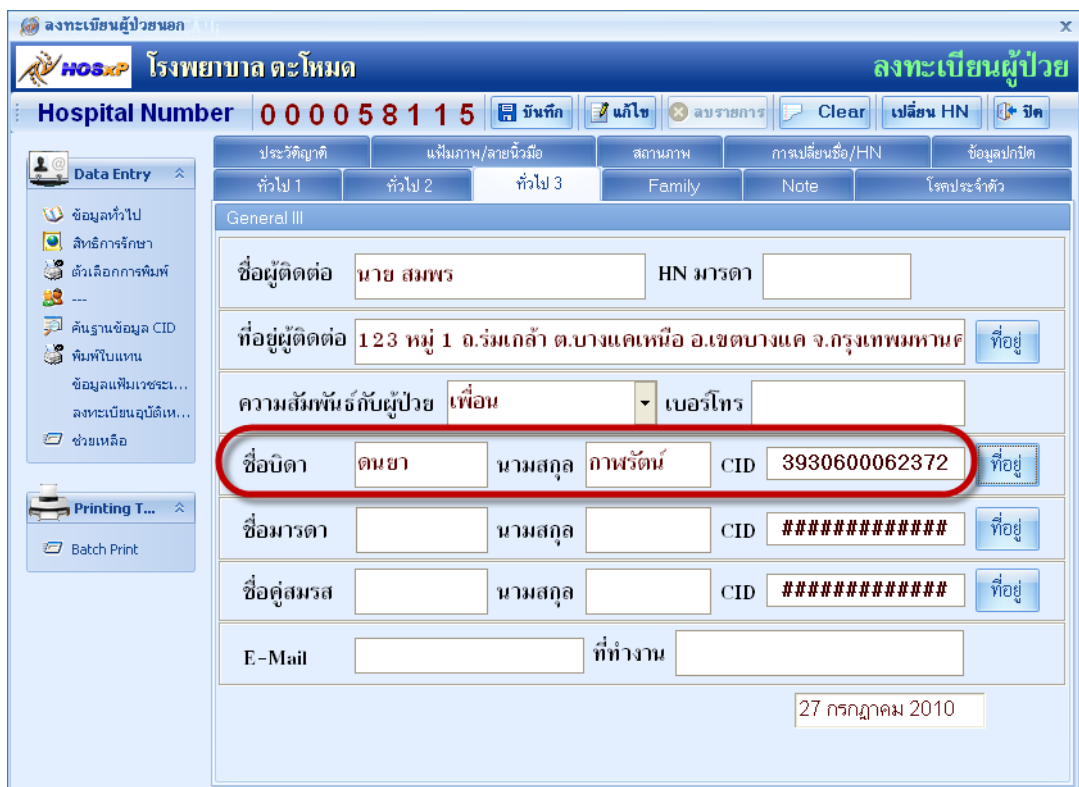 ลงทะเบียนผู้ป่วยนอก
x
HOSxP โรงพยาบาล ตะโหมด ลงทะเบียนผู้ป่วย
Hospital Number 000058115 บันทึก แก้ไข ลบรายการ Clear เปลี่ยน HN ปิด
ประวัติญาติ แฟ้มภาพ/ลายนิ้วมือ สถานภาพ การเปลี่ยนชื่อ/HN ข้อมูลปกปิด
ทั่วไป 1 ทั่วไป 2 ทั่วไป 3 Family Note โรคประจำตัว
Data Entry
ข้อมูลทั่วไป
สิทธิการรักษา
ตัวเลือกการพิมพ์
---
ค้นฐานข้อมูล CID
พิมพ์ใบแทน
ข้อมูลแฟ้มเวชระเ...
ลงทะเบียนอุบัติเห...
ช่วยเหลือ
Printing T...
Batch Print
General III
ชื่อผู้ติดต่อ นาย สมพร HN มารดา
ที่อยู่ผู้ติดต่อ 123 หมู่ 1 ถ.ร่มเกล้า ต.บางแคเหนือ อ.เขตบางแค จ.กรุงเทพมหานค ที่อยู่
ความสัมพันธ์กับผู้ป่วย เพื่อน เบอร์โทร
ชื่อบิดา ดนยา นามสกุล กาฬรัตน์ CID 3930600062372 ที่อยู่
ชื่อมารดา นามสกุล CID ############# ที่อยู่
ชื่อคู่สมรส นามสกุล CID ############# ที่อยู่
E-Mail ที่ทำงาน
27 กรกฎาคม 2010